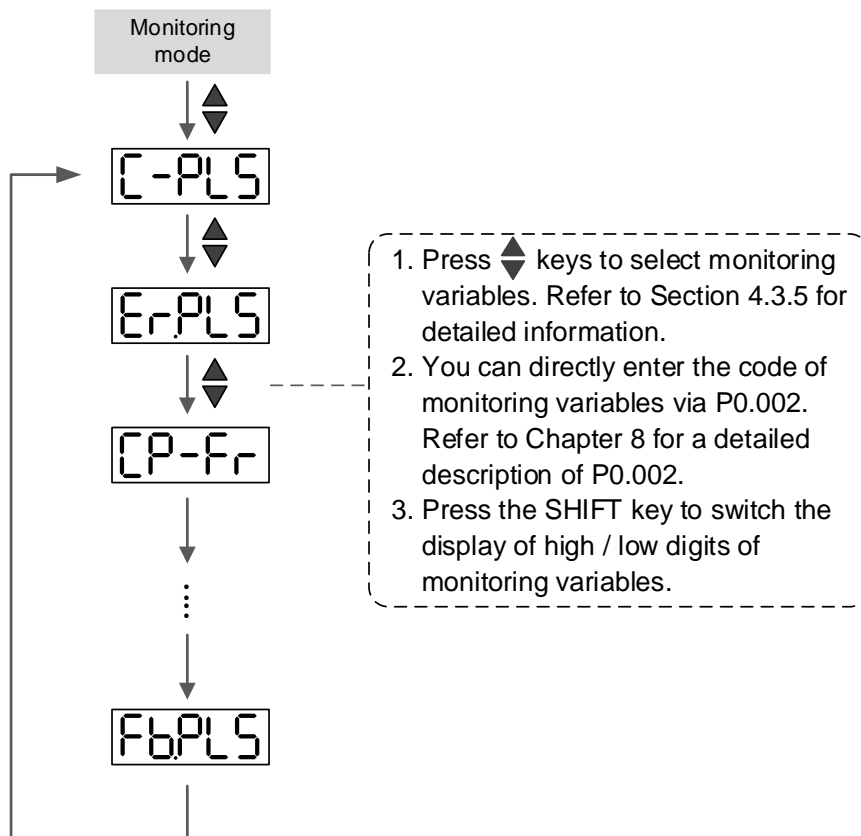 Monitoring
mode
C-PLS
Er.PLS
1. Press keys to select monitoring
variables. Refer to Section 4.3.5 for
detailed information.
2. You can directly enter the code of
monitoring variables via P0.002.
Refer to Chapter 8 for a detailed
description of P0.002.
3. Press the SHIFT key to switch the
display of high / low digits of
monitoring variables.
CP-Fr
Fb.PLS